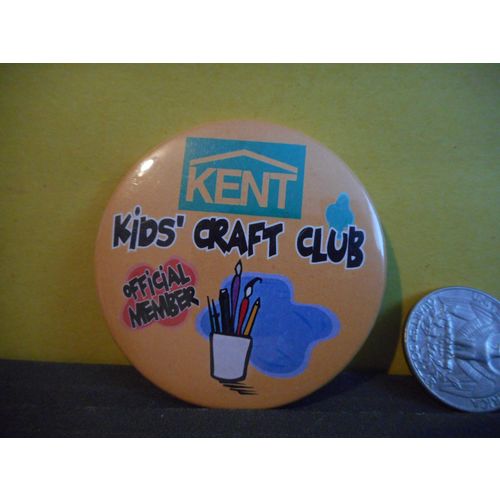 KENT
KiDS' CRAFT CLUB
OFFICIAL
MEMBER